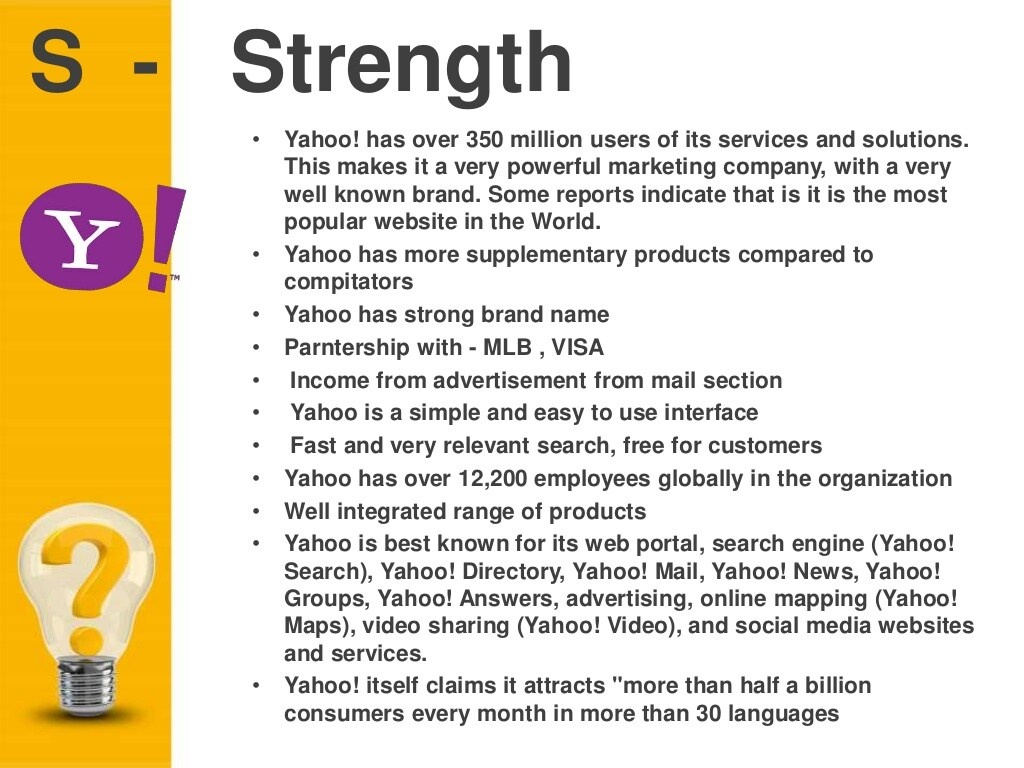 S - Strength
• Yahoo! has over 350 million users of its services and solutions.
This makes it a very powerful marketing company, with a very
well known brand. Some reports indicate that is it is the most
popular website in the World.
• Yahoo has more supplementary products compared to
compitators
• Yahoo has strong brand name
• Parntership with - MLB , VISA
• Income from advertisement from mail section
• Yahoo is a simple and easy to use interface
• Fast and very relevant search, free for customers
• Yahoo has over 12,200 employees globally in the organization
• Well integrated range of products
• Yahoo is best known for its web portal, search engine (Yahoo!
Search), Yahoo! Directory, Yahoo! Mail, Yahoo! News, Yahoo!
Groups, Yahoo! Answers, advertising, online mapping (Yahoo!
Maps), video sharing (Yahoo! Video), and social media websites
and services.
• Yahoo! itself claims it attracts "more than half a billion
consumers every month in more than 30 languages
Y!™
?